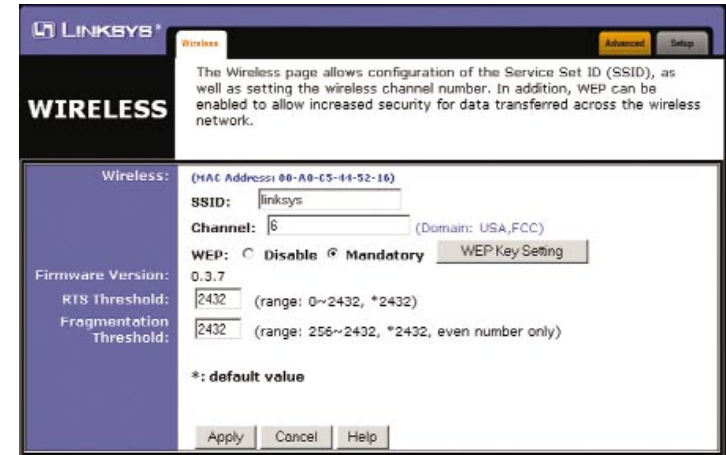 LINKSYS®
Wireless
Advanced
Setup
WIRELESS
The Wireless page allows configuration of the Service Set ID (SSID), as
well as setting the wireless channel number. In addition, WEP can be
enabled to allow increased security for data transferred across the wireless
network.
Wireless:
(MAC Address: 00-A0-C5-44-52-16)
SSID: linksys
Channel: 6 (Domain: USA,FCC)
WEP: Disable Mandatory WEP Key Setting
Firmware Version: 0.3.7
RTS Threshold: 2432 (range: 0~2432, *2432)
Fragmentation
Threshold: 2432 (range: 256~2432, *2432, even number only)
*: default value
Apply Cancel Help